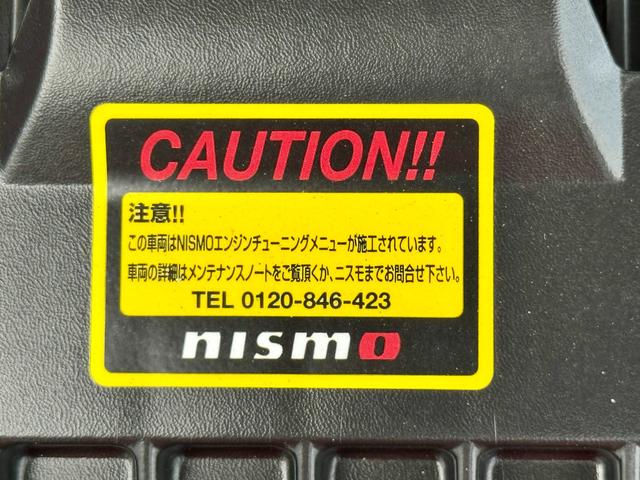 CAUTION!!
注意!!
この車両はNISMOエンジンチューニングメニューが施工されています。
車両の詳細はメンテナンスノートをご覧頂くか、ニスモまでお問合せ下さい。
TEL 0120-846-423
nismo